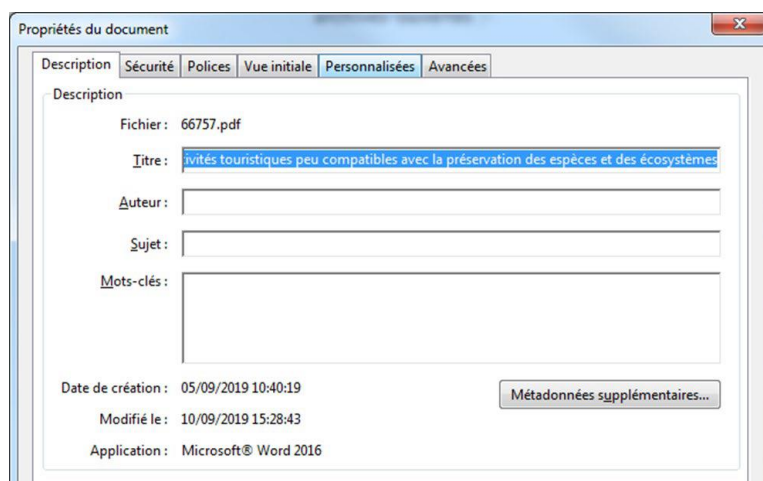 Propriétés du document
Description Sécurité Polices Vue initiale Personnalisées Avancées
Description
Fichier : 66757.pdf
Titre : ivités touristiques peu compatibles avec la préservation des espèces et des écosystèmes
Auteur :
Sujet :
Mots-clés :
Date de création : 05/09/2019 10:40:19
Métadonnées supplémentaires...
Modifié le : 10/09/2019 15:28:43
Application : Microsoft® Word 2016